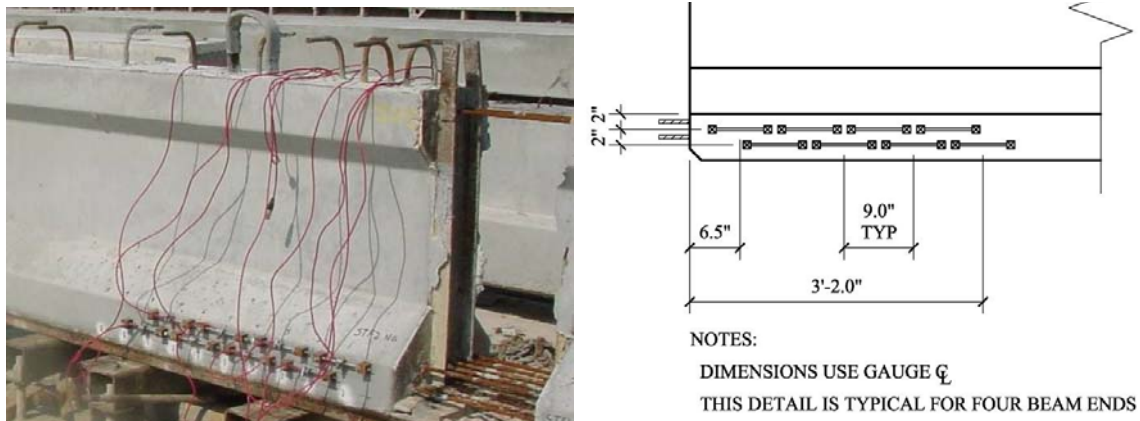 2" 2"
6.5"
9.0"
TYP
3'-2.0"
NOTES:
DIMENSIONS USE GAUGE ℄
THIS DETAIL IS TYPICAL FOR FOUR BEAM ENDS